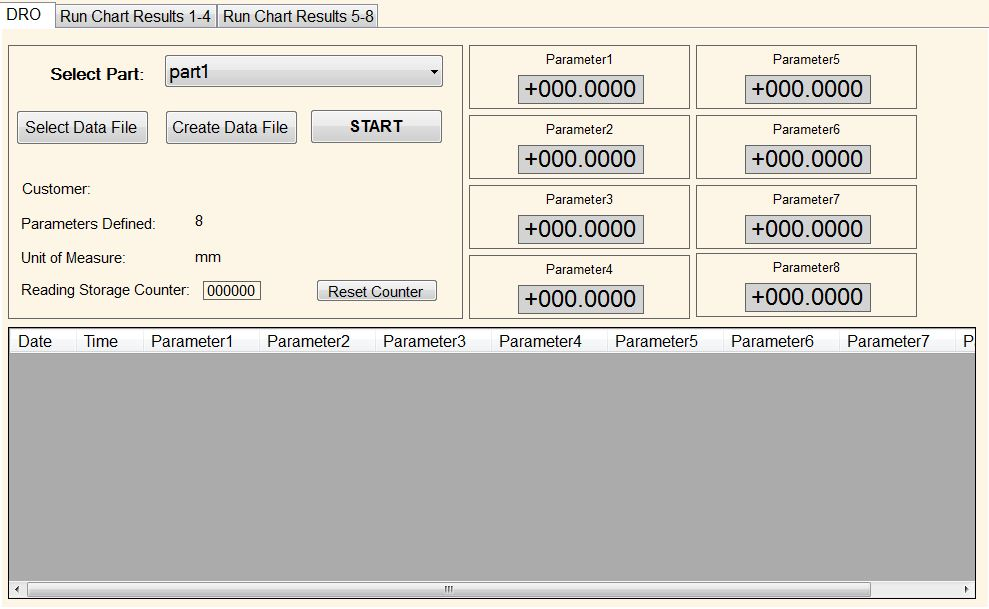 DRO Run Chart Results 1-4 Run Chart Results 5-8
Select Part: part1
Select Data File Create Data File START
Customer:
Parameters Defined: 8
Unit of Measure: mm
Reading Storage Counter: 000000 Reset Counter
Parameter1
+000.0000
Parameter2
+000.0000
Parameter3
+000.0000
Parameter4
+000.0000
Parameter5
+000.0000
Parameter6
+000.0000
Parameter7
+000.0000
Parameter8
+000.0000
Date Time Parameter1 Parameter2 Parameter3 Parameter4 Parameter5 Parameter6 Parameter7 P